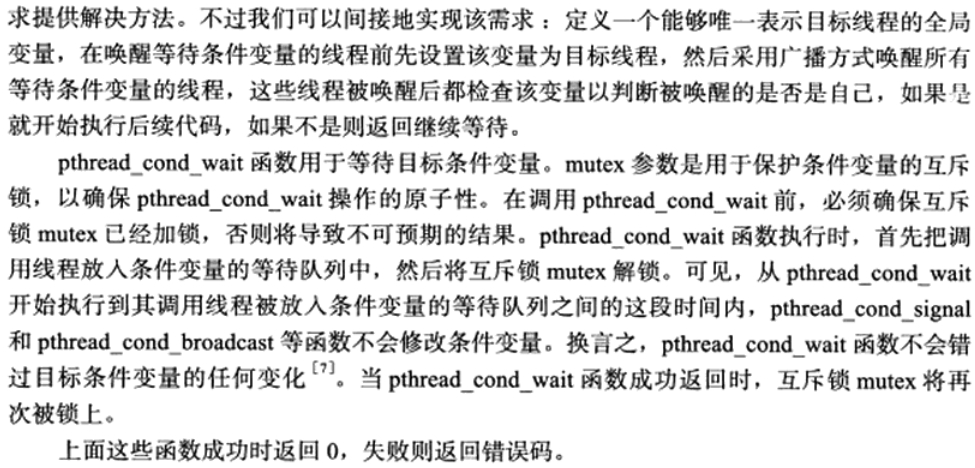 求提供解决方法。不过我们可以间接地实现该需求：定义一个能够唯一表示目标线程的全局
变量，在唤醒等待条件变量的线程前先设置该变量为目标线程，然后采用广播方式唤醒所有
等待条件变量的线程，这些线程被唤醒后都检查该变量以判断被唤醒的是否是自己，如果是
就开始执行后续代码，如果不是则返回继续等待。
pthread_cond_wait 函数用于等待目标条件变量。mutex 参数是用于保护条件变量的互斥
锁，以确保 pthread_cond_wait 操作的原子性。在调用 pthread_cond_wait 前，必须确保互斥
锁 mutex 已经加锁，否则将导致不可预期的结果。pthread_cond_wait 函数执行时，首先把调
用线程放入条件变量的等待队列中，然后将互斥锁 mutex 解锁。可见，从 pthread_cond_wait
开始执行到其调用线程被放入条件变量的等待队列之间的这段时间内，pthread_cond_signal
和 pthread_cond_broadcast 等函数不会修改条件变量。换言之，pthread_cond_wait 函数不会错
过目标条件变量的任何变化[7]。当 pthread_cond_wait 函数成功返回时，互斥锁 mutex 将再
次被锁上。
上面这些函数成功时返回 0，失败则返回错误码。